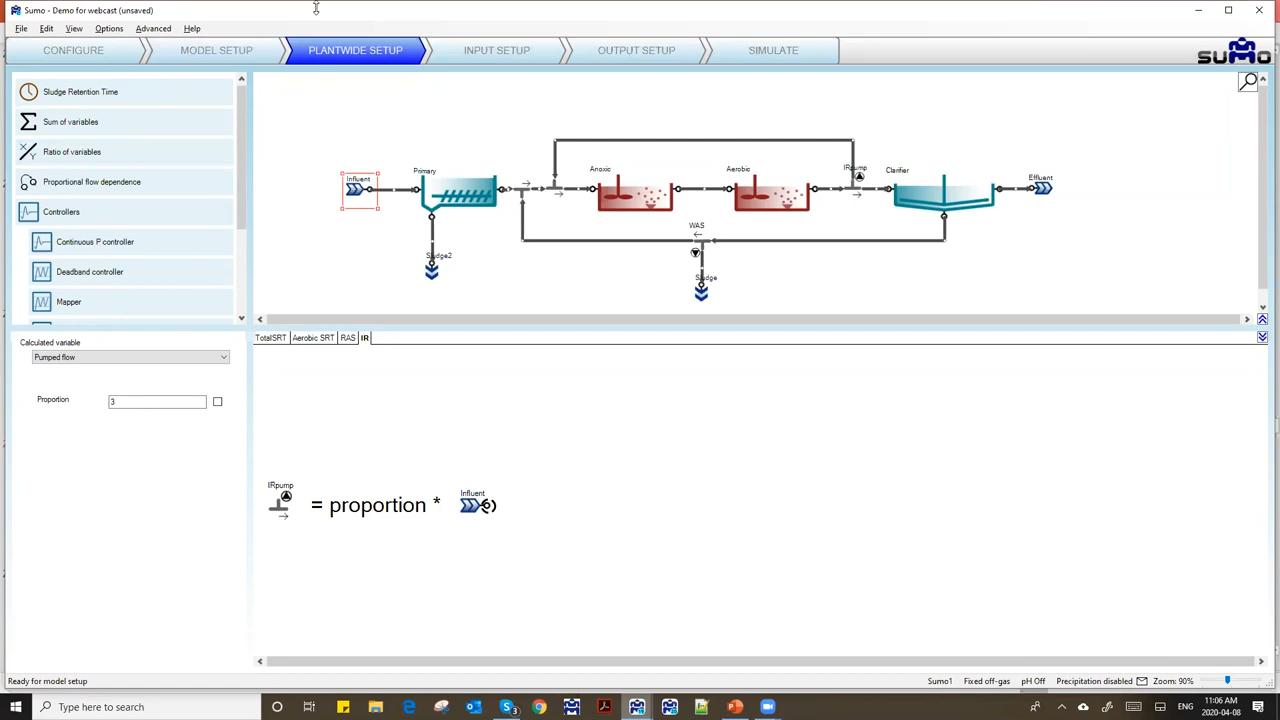 Sumo - Demo for webcast (unsaved)
File Edit View Options Advanced Help
CONFIGURE MODEL SETUP PLANTWIDE SETUP INPUT SETUP OUTPUT SETUP SIMULATE
sumo
Sludge Retention Time
Sum of variables
Ratio of variables
Proportional flow dependence
Controllers
Continuous P controller
Deadband controller
Mapper
Influent
Primary
Anoxic
Aerobic
IRpump
Clarifier
Effluent
WAS
Sludge2
Sludge
Calculated variable
Pumped flow
Proportion 3
TotalSRT Aerobic SRT RAS IR
IRpump
= proportion *
Influent
Ready for model setup
Sumo1 Fixed off-gas pH Off Precipitation disabled Zoom: 90%
Type here to search
11:06 AM
2020-04-08